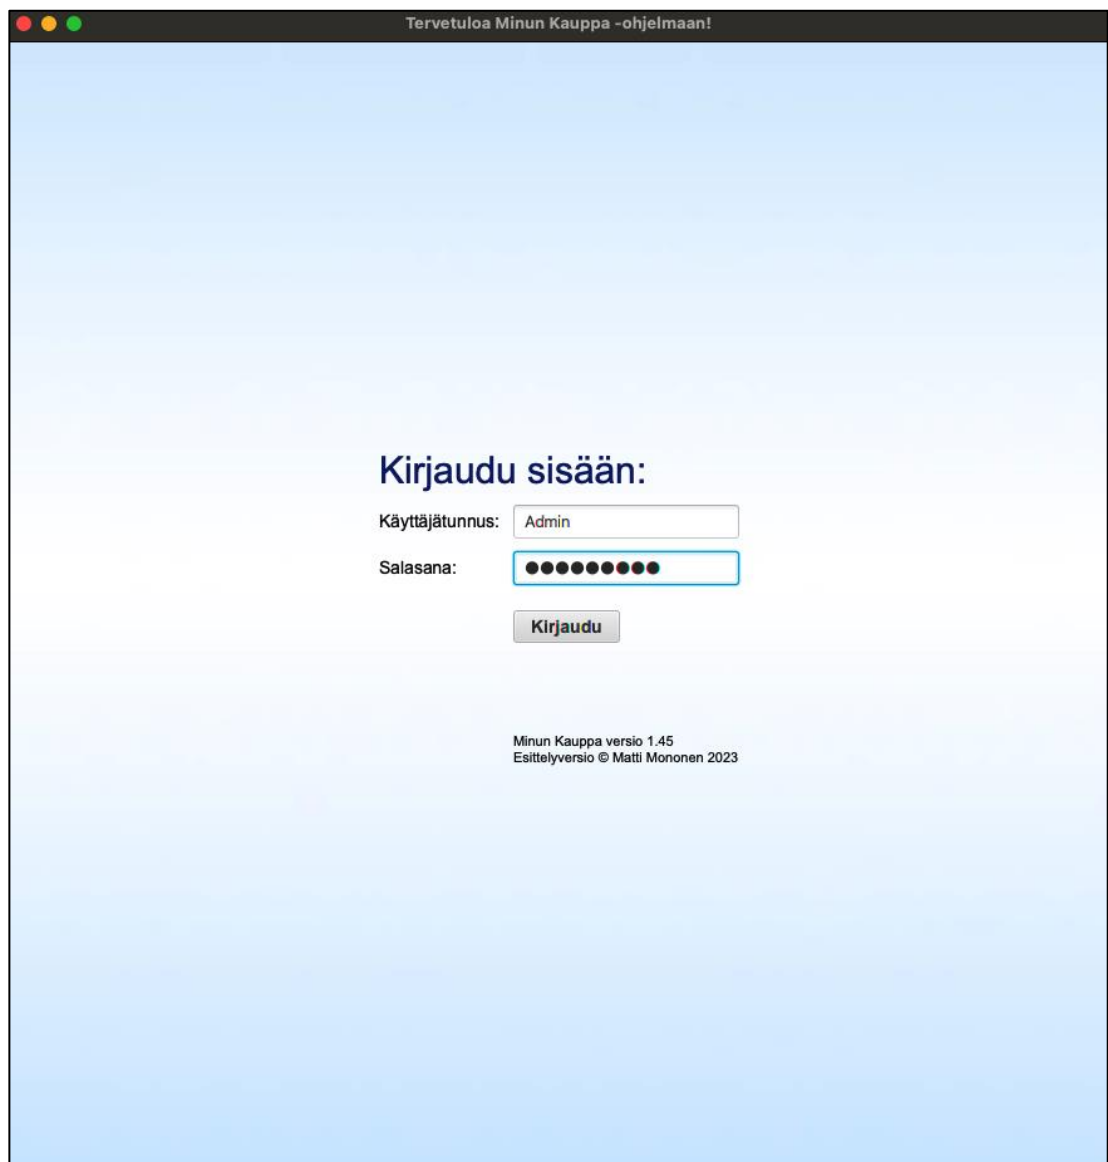 Tervetuloa Minun Kauppa -ohjelmaan!
Kirjaudu sisään:
Käyttäjätunnus: Admin
Salasana: ●●●●●●●●●
Kirjaudu
Minun Kauppa versio 1.45
Esittelyversio © Matti Mononen 2023